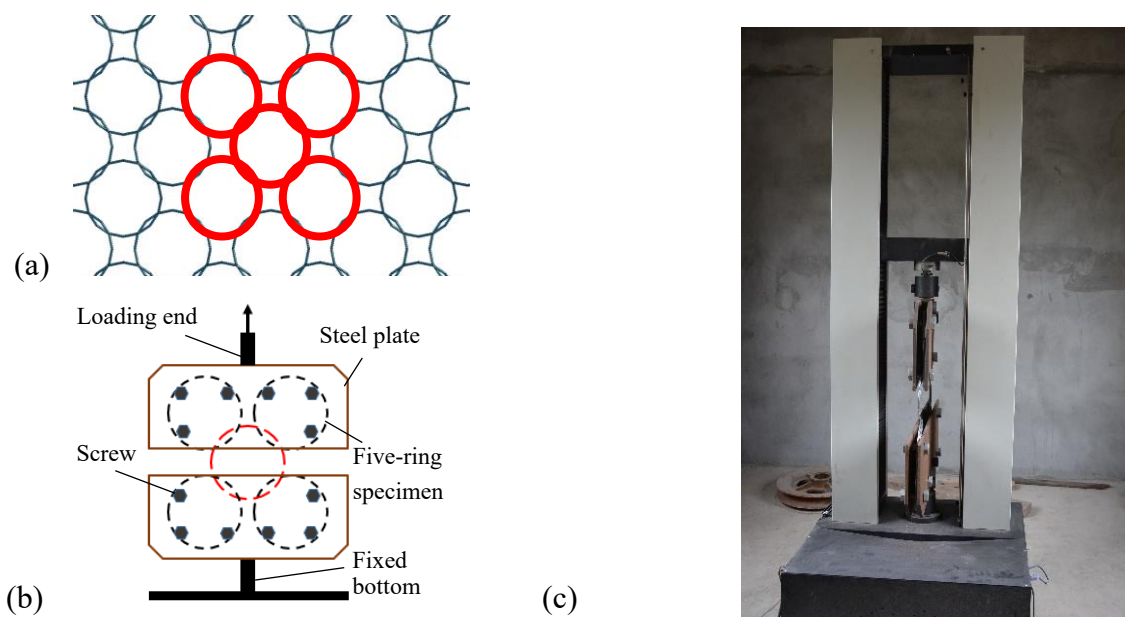 (a)
Loading end
Steel plate
Screw
Five-ring
specimen
Fixed
bottom
(b)
(c)